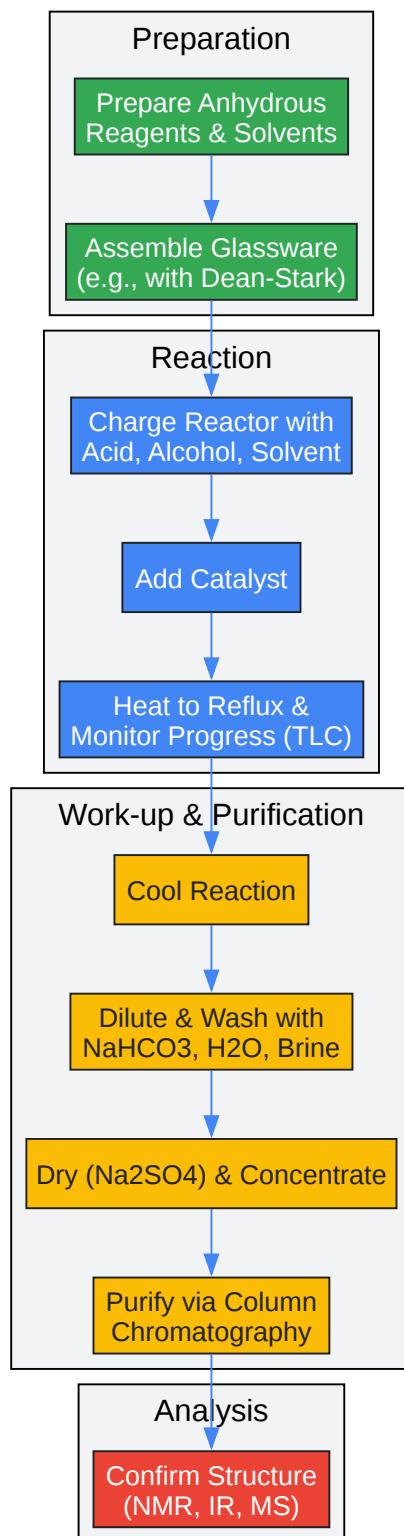 Preparation
Prepare Anhydrous
Reagents & Solvents
Assemble Glassware
(e.g., with Dean-Stark)
Reaction
Charge Reactor with
Acid, Alcohol, Solvent
Add Catalyst
Heat to Reflux &
Monitor Progress (TLC)
Work-up & Purification
Cool Reaction
Dilute & Wash with
NaHCO3, H2O, Brine
Dry (Na2SO4) & Concentrate
Purify via Column
Chromatography
Analysis
Confirm Structure
(NMR, IR, MS)